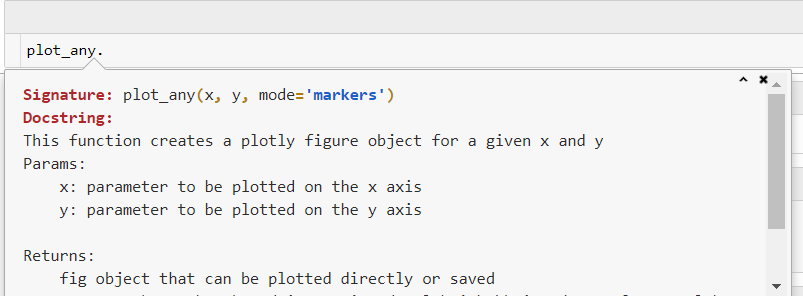 plot_any.
Signature: plot_any(x, y, mode='markers')
Docstring:
This function creates a plotly figure object for a given x and y
Params:
x: parameter to be plotted on the x axis
y: parameter to be plotted on the y axis
Returns:
fig object that can be plotted directly or saved